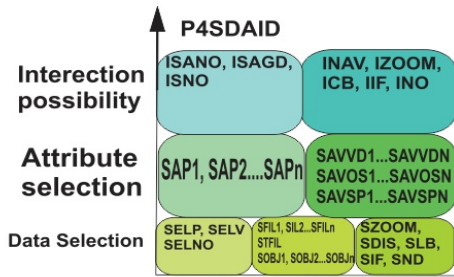 P4SDAID
Interection
possibility
ISANO, ISAGD,
ISNO
INAV, IZOOM,
ICB, IIF, INO
Attribute
selection
SAP1, SAP2....SAPn
SAVVD1...SAVVDN
SAVOS1...SAVOSN
SAVSP1...SAVSPN
Data Selection
SELP, SELV
SELNO
SFIL1, SIL2...SFILn
STFIL
SOBJ1, SOBJ2...SOBJn
SZOOM,
SDIS, SLB,
SIF, SND